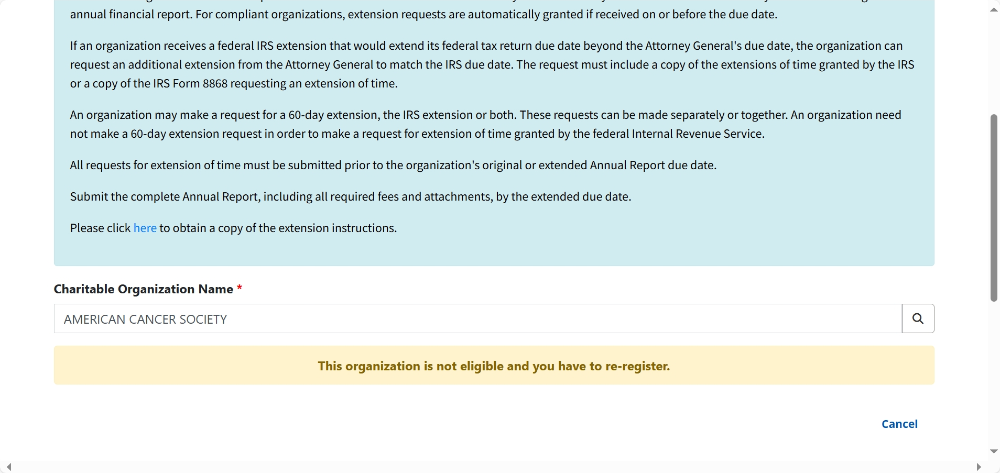 annual financial report. For compliant organizations, extension requests are automatically granted if received on or before the due date.
If an organization receives a federal IRS extension that would extend its federal tax return due date beyond the Attorney General's due date, the organization can
request an additional extension from the Attorney General to match the IRS due date. The request must include a copy of the extensions of time granted by the IRS
or a copy of the IRS Form 8868 requesting an extension of time.
An organization may make a request for a 60-day extension, the IRS extension or both. These requests can be made separately or together. An organization need
not make a 60-day extension request in order to make a request for extension of time granted by the federal Internal Revenue Service.
All requests for extension of time must be submitted prior to the organization's original or extended Annual Report due date.
Submit the complete Annual Report, including all required fees and attachments, by the extended due date.
Please click here to obtain a copy of the extension instructions.
Charitable Organization Name *
AMERICAN CANCER SOCIETY
This organization is not eligible and you have to re-register.
Cancel